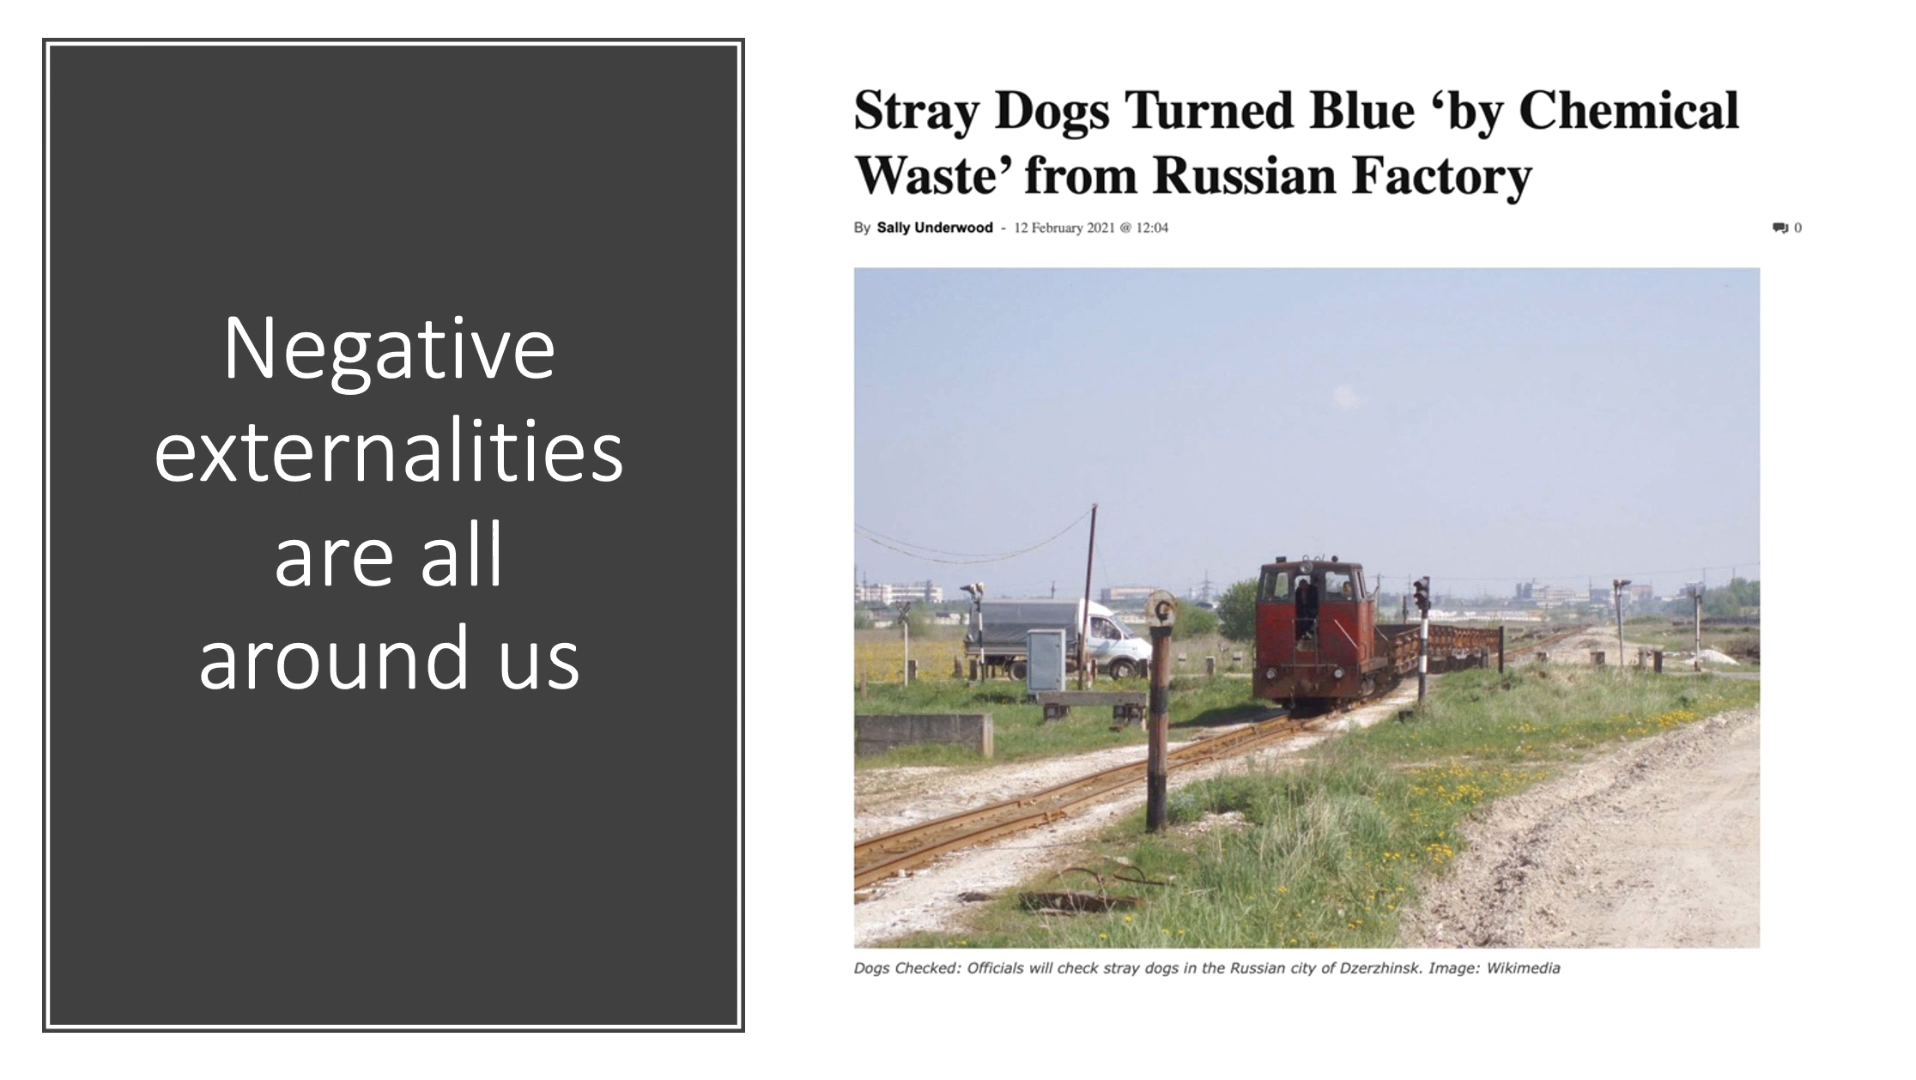 Negative
externalities
are all
around us
Stray Dogs Turned Blue ‘by Chemical
Waste’ from Russian Factory
By Sally Underwood - 12 February 2021 @ 12:04
0
Dogs Checked: Officials will check stray dogs in the Russian city of Dzerzhinsk. Image: Wikimedia